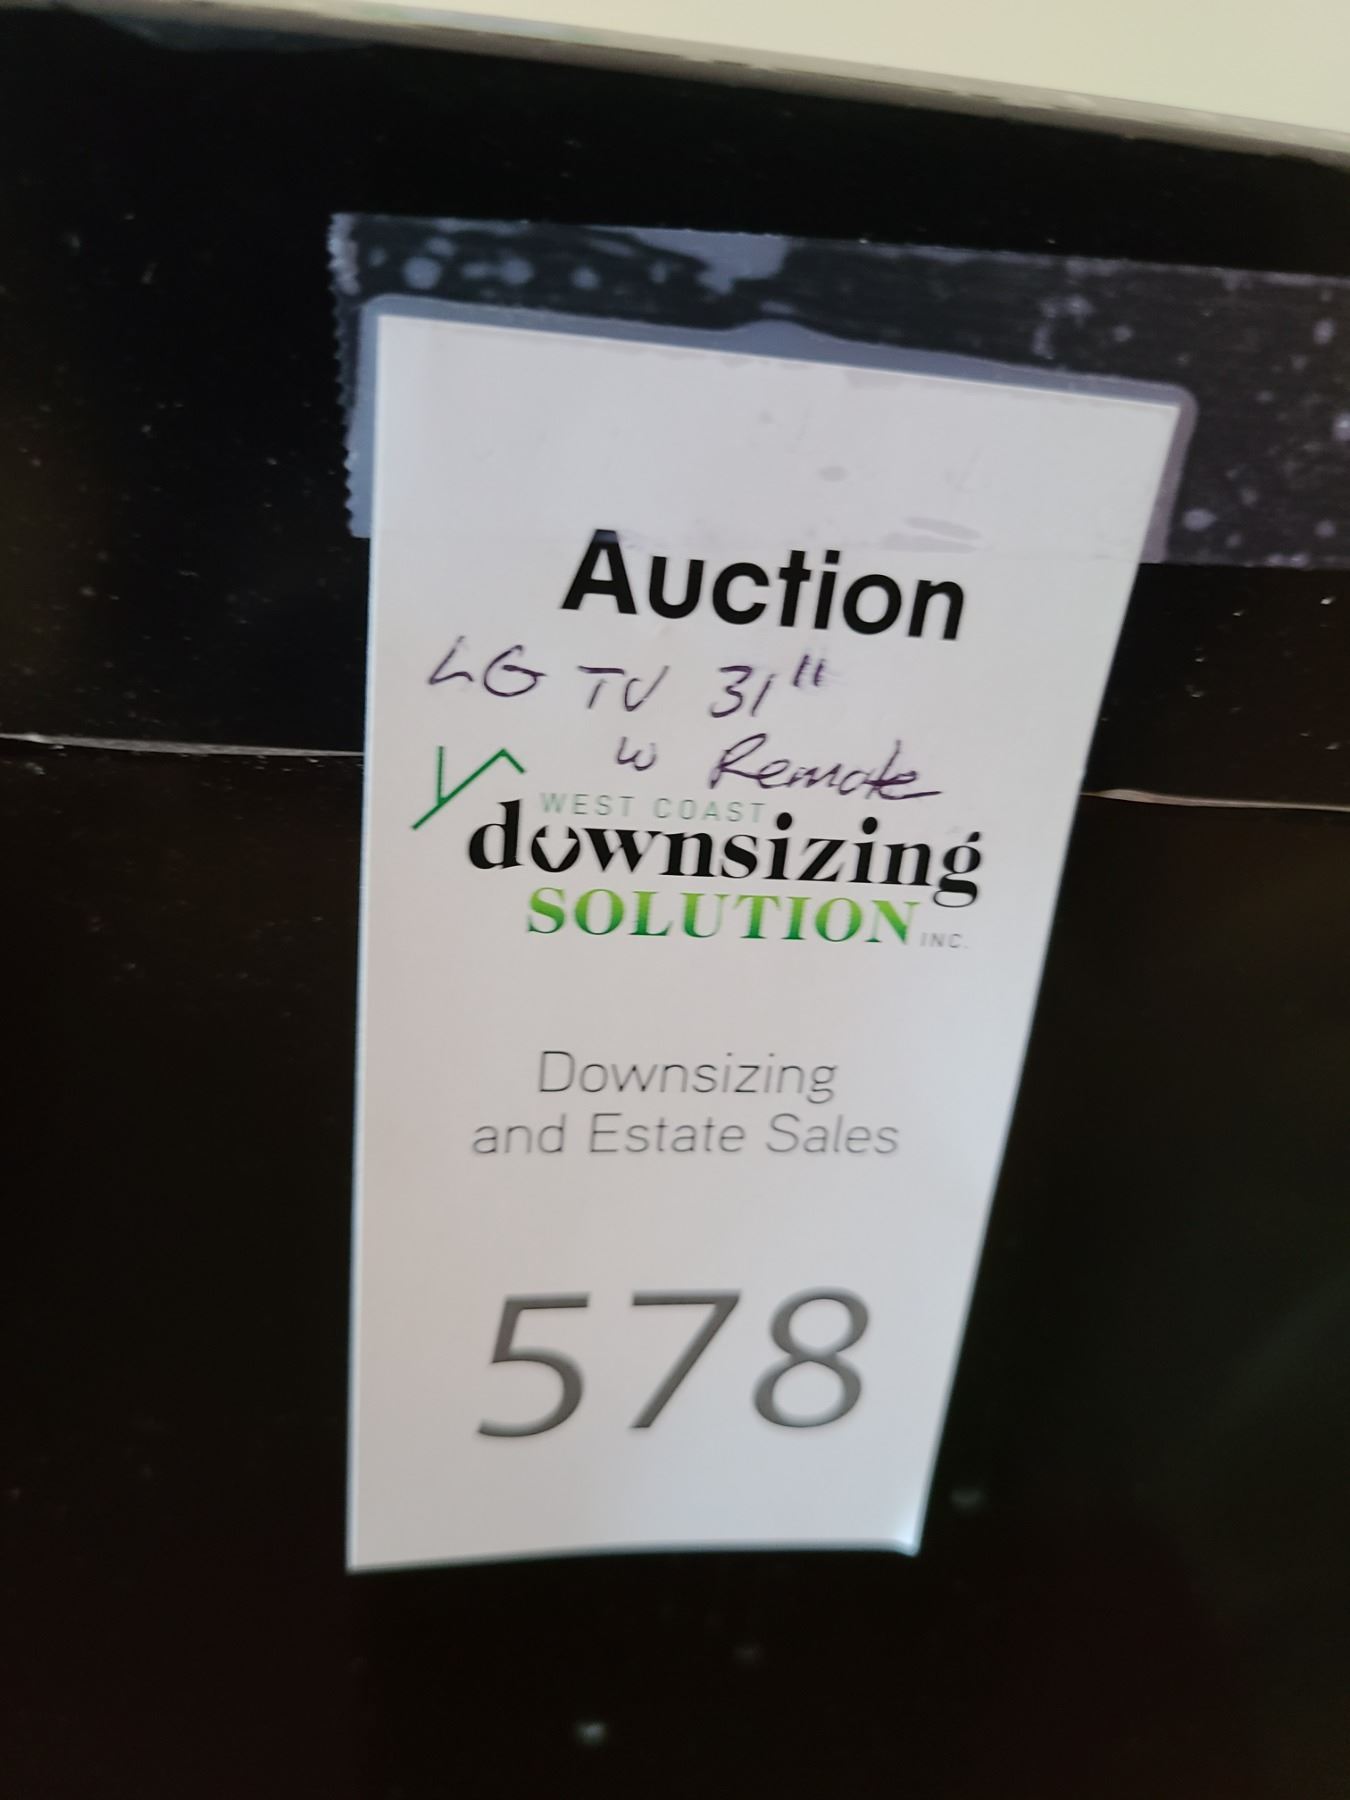 Auction
LG TV 31"
w Remote
WEST COAST
downsizing
SOLUTION INC.
Downsizing
and Estate Sales
578